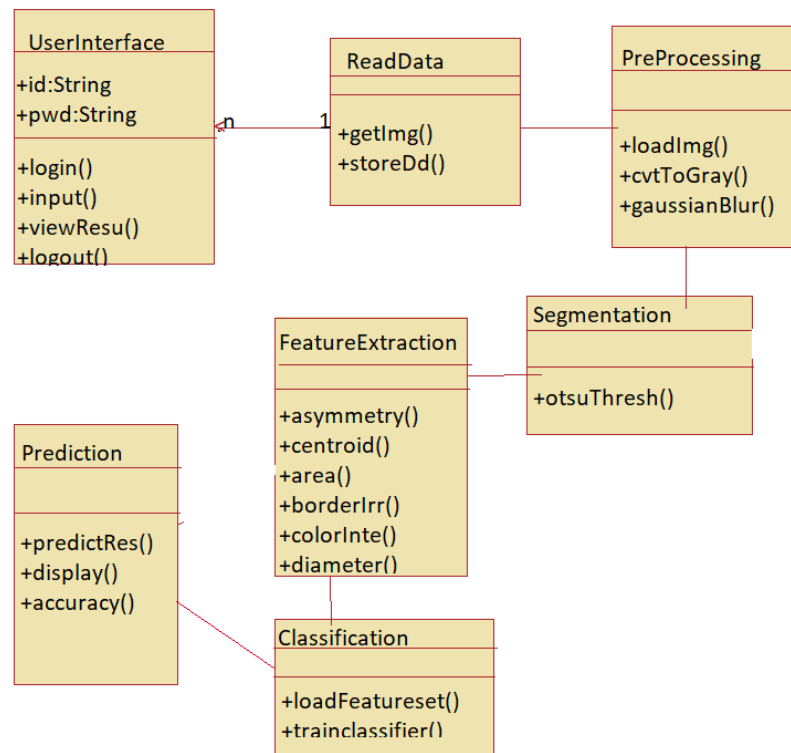 UserInterface
+id:String
+pwd:String
+login()
+input()
+viewResu()
+logout()
n
1
ReadData
+getImg()
+storeDd()
PreProcessing
+loadImg()
+cvtToGray()
+gaussianBlur()
Segmentation
+otsuThresh()
FeatureExtraction
+asymmetry()
+centroid()
+area()
+borderIrr()
+colorInte()
+diameter()
Prediction
+predictRes()
+display()
+accuracy()
Classification
+loadFeatureset()
+trainclassifier()